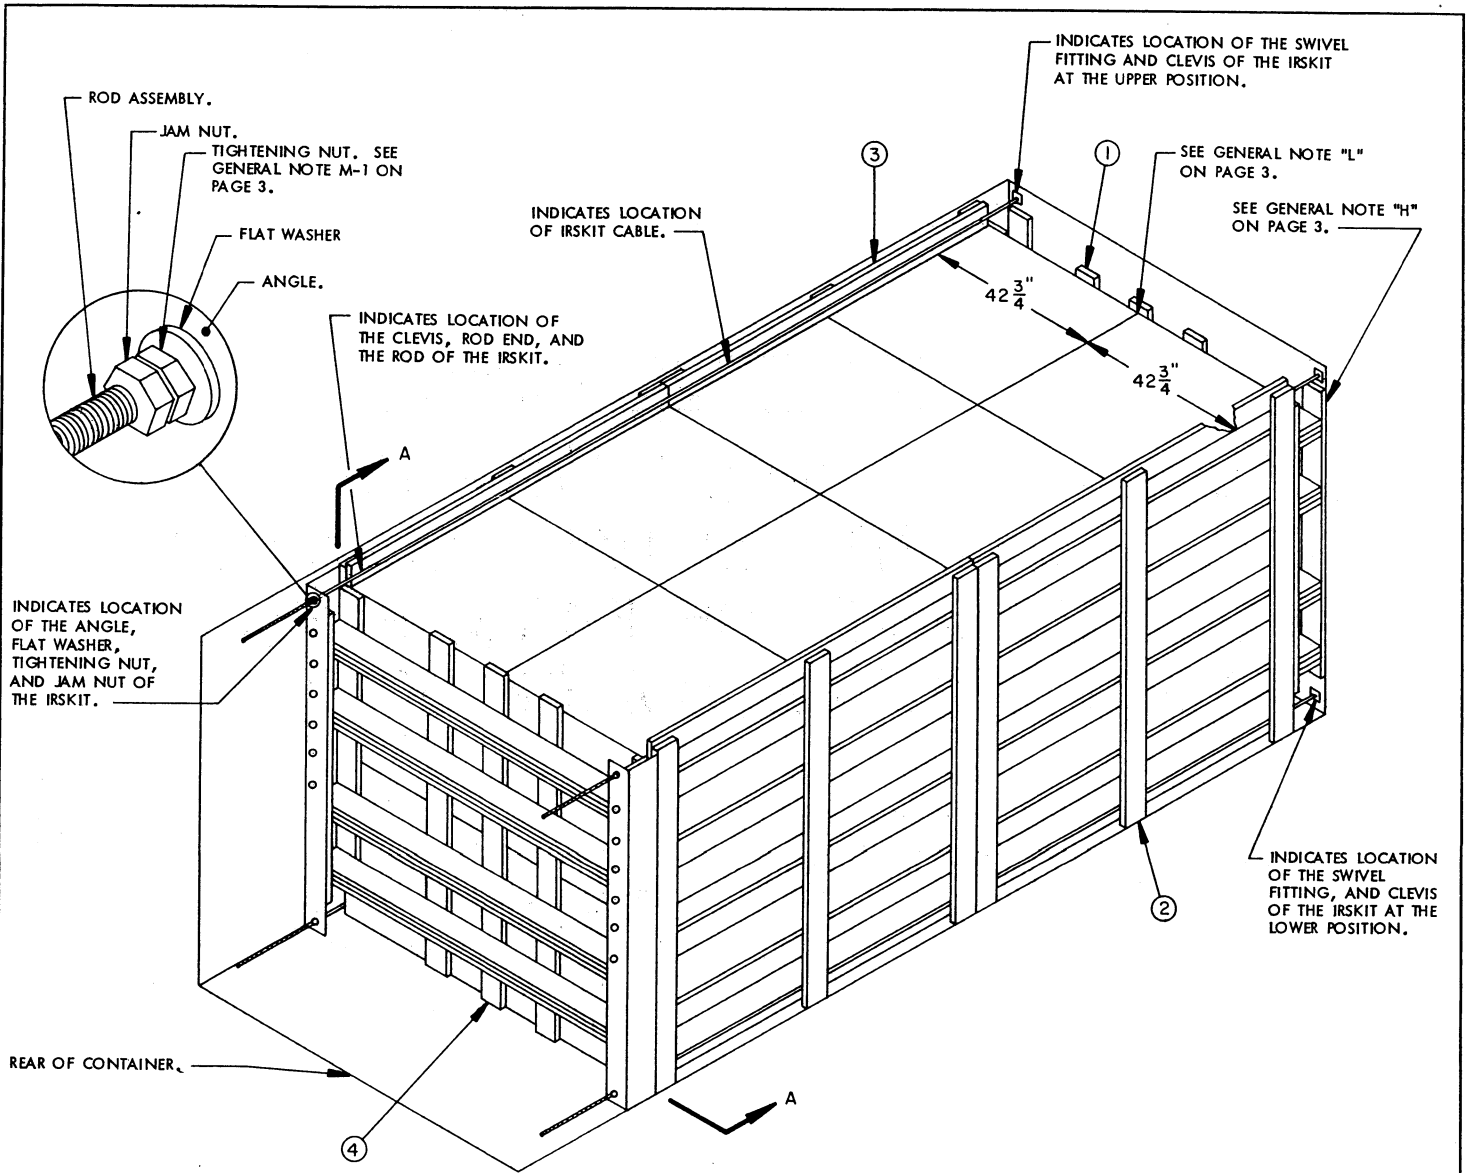 INDICATES LOCATION OF THE SWIVEL
FITTING AND CLEVIS OF THE IRSKIT
AT THE UPPER POSITION.
ROD ASSEMBLY.
JAM NUT.
TIGHTENING NUT. SEE
GENERAL NOTE M-1 ON
PAGE 3.
FLAT WASHER
ANGLE.
INDICATES LOCATION
OF IRSKIT CABLE.
3
1
SEE GENERAL NOTE "L"
ON PAGE 3.
SEE GENERAL NOTE "H"
ON PAGE 3.
INDICATES LOCATION OF
THE CLEVIS, ROD END, AND
THE ROD OF THE IRSKIT.
42 3/4"
42 3/4"
A
INDICATES LOCATION
OF THE ANGLE,
FLAT WASHER,
TIGHTENING NUT,
AND JAM NUT OF
THE IRSKIT.
INDICATES LOCATION
OF THE SWIVEL
FITTING, AND CLEVIS
OF THE IRSKIT AT THE
LOWER POSITION.
2
REAR OF CONTAINER.
A
4